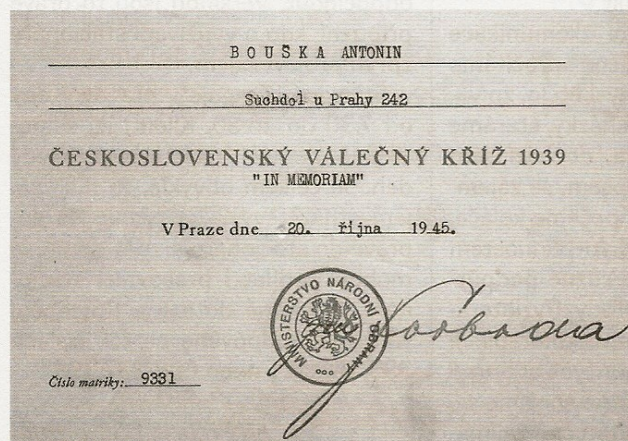 BOUŠKA ANTONIN
Suchdol u Prahy 242
ČESKOSLOVENSKÝ VÁLEČNÝ KŘÍŽ 1939
"IN MEMORIAM"
V Praze dne 20. října 1945.
MINISTERSTVO NÁRODNÍ OBRANY
Svoboda
Číslo matriky: 9331